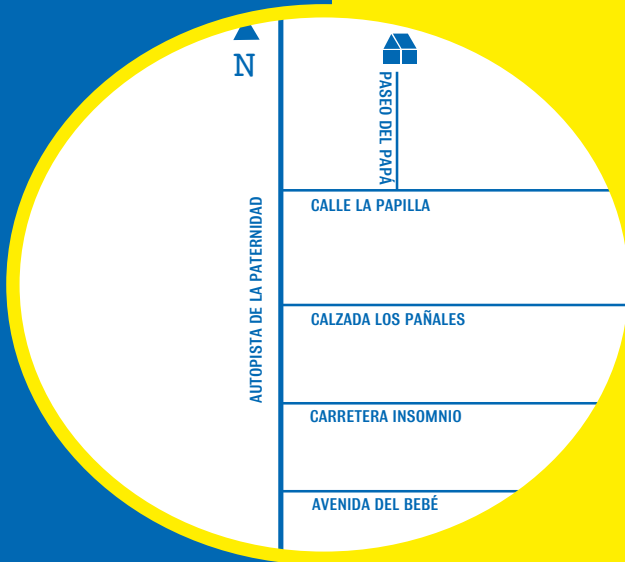 N
PASEO DEL PAPÁ
CALLE LA PAPILLA
AUTOPISTA DE LA PATERNIDAD
CALZADA LOS PAÑALES
CARRETERA INSOMNIO
AVENIDA DEL BEBÉ